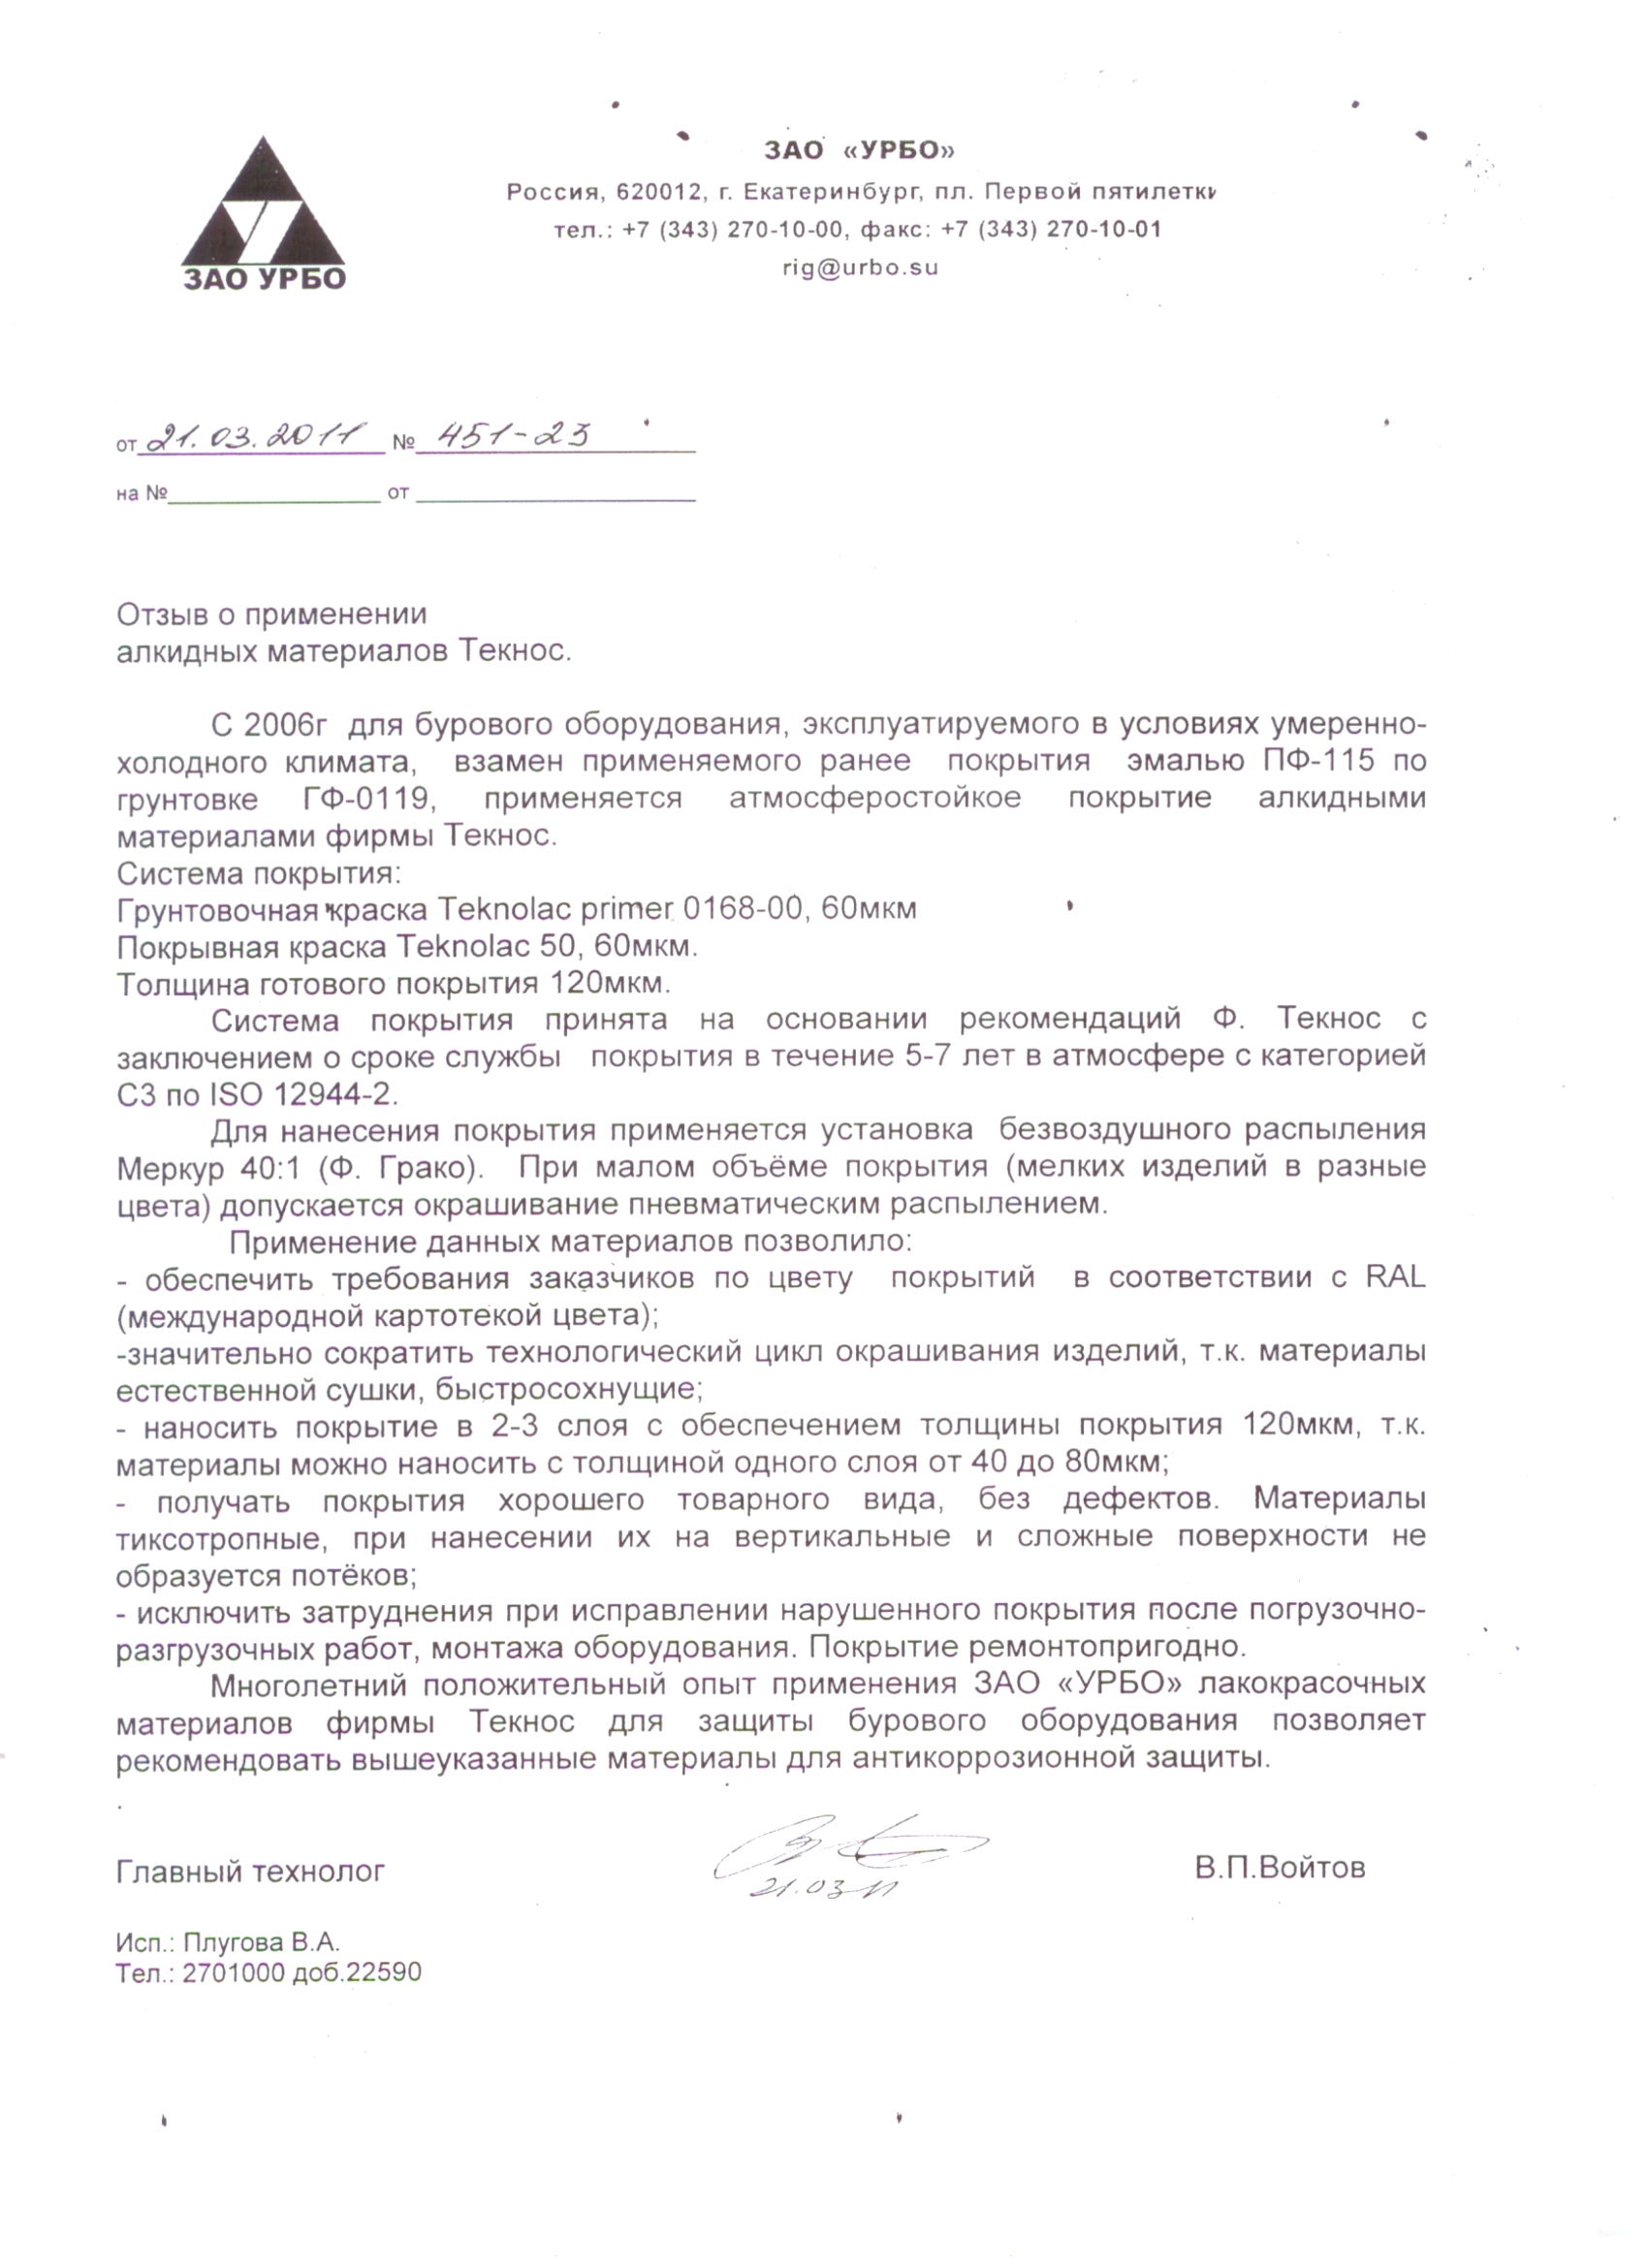 ЗАО УРБО
ЗАО «УРБО»
Россия, 620012, г. Екатеринбург, пл. Первой пятилетки
тел.: +7 (343) 270-10-00, факс: +7 (343) 270-10-01
rig@urbo.su
от 21.03.2011 № 451-23
на №____________ от ____________
Отзыв о применении
алкидных материалов Текнос.
С 2006г для бурового оборудования, эксплуатируемого в условиях умеренно-
холодного климата, взамен применяемого ранее покрытия эмалью ПФ-115 по
грунтовке ГФ-0119, применяется атмосферостойкое покрытие алкидными
материалами фирмы Текнос.
Система покрытия:
Грунтовочная краска Teknolac primer 0168-00, 60мкм
Покрывная краска Teknolac 50, 60мкм.
Толщина готового покрытия 120мкм.
Система покрытия принята на основании рекомендаций Ф. Текнос с
заключением о сроке службы покрытия в течение 5-7 лет в атмосфере с категорией
С3 по ISO 12944-2.
Для нанесения покрытия применяется установка безвоздушного распыления
Меркур 40:1 (Ф. Грако). При малом объёме покрытия (мелких изделий в разные
цвета) допускается окрашивание пневматическим распылением.
Применение данных материалов позволило:
- обеспечить требования заказчиков по цвету покрытий в соответствии с RAL
(международной картотекой цвета);
-значительно сократить технологический цикл окрашивания изделий, т.к. материалы
естественной сушки, быстросохнущие;
- наносить покрытие в 2-3 слоя с обеспечением толщины покрытия 120мкм, т.к.
материалы можно наносить с толщиной одного слоя от 40 до 80мкм;
- получать покрытия хорошего товарного вида, без дефектов. Материалы
тиксотропные, при нанесении их на вертикальные и сложные поверхности не
образуется потёков;
- исключить затруднения при исправлении нарушенного покрытия после погрузочно-
разгрузочных работ, монтажа оборудования. Покрытие ремонтопригодно.
Многолетний положительный опыт применения ЗАО «УРБО» лакокрасочных
материалов фирмы Текнос для защиты бурового оборудования позволяет
рекомендовать вышеуказанные материалы для антикоррозионной защиты.
Главный технолог
21.03.11
В.П.Войтов
Исп.: Плугова В.А.
Тел.: 2701000 доб.22590